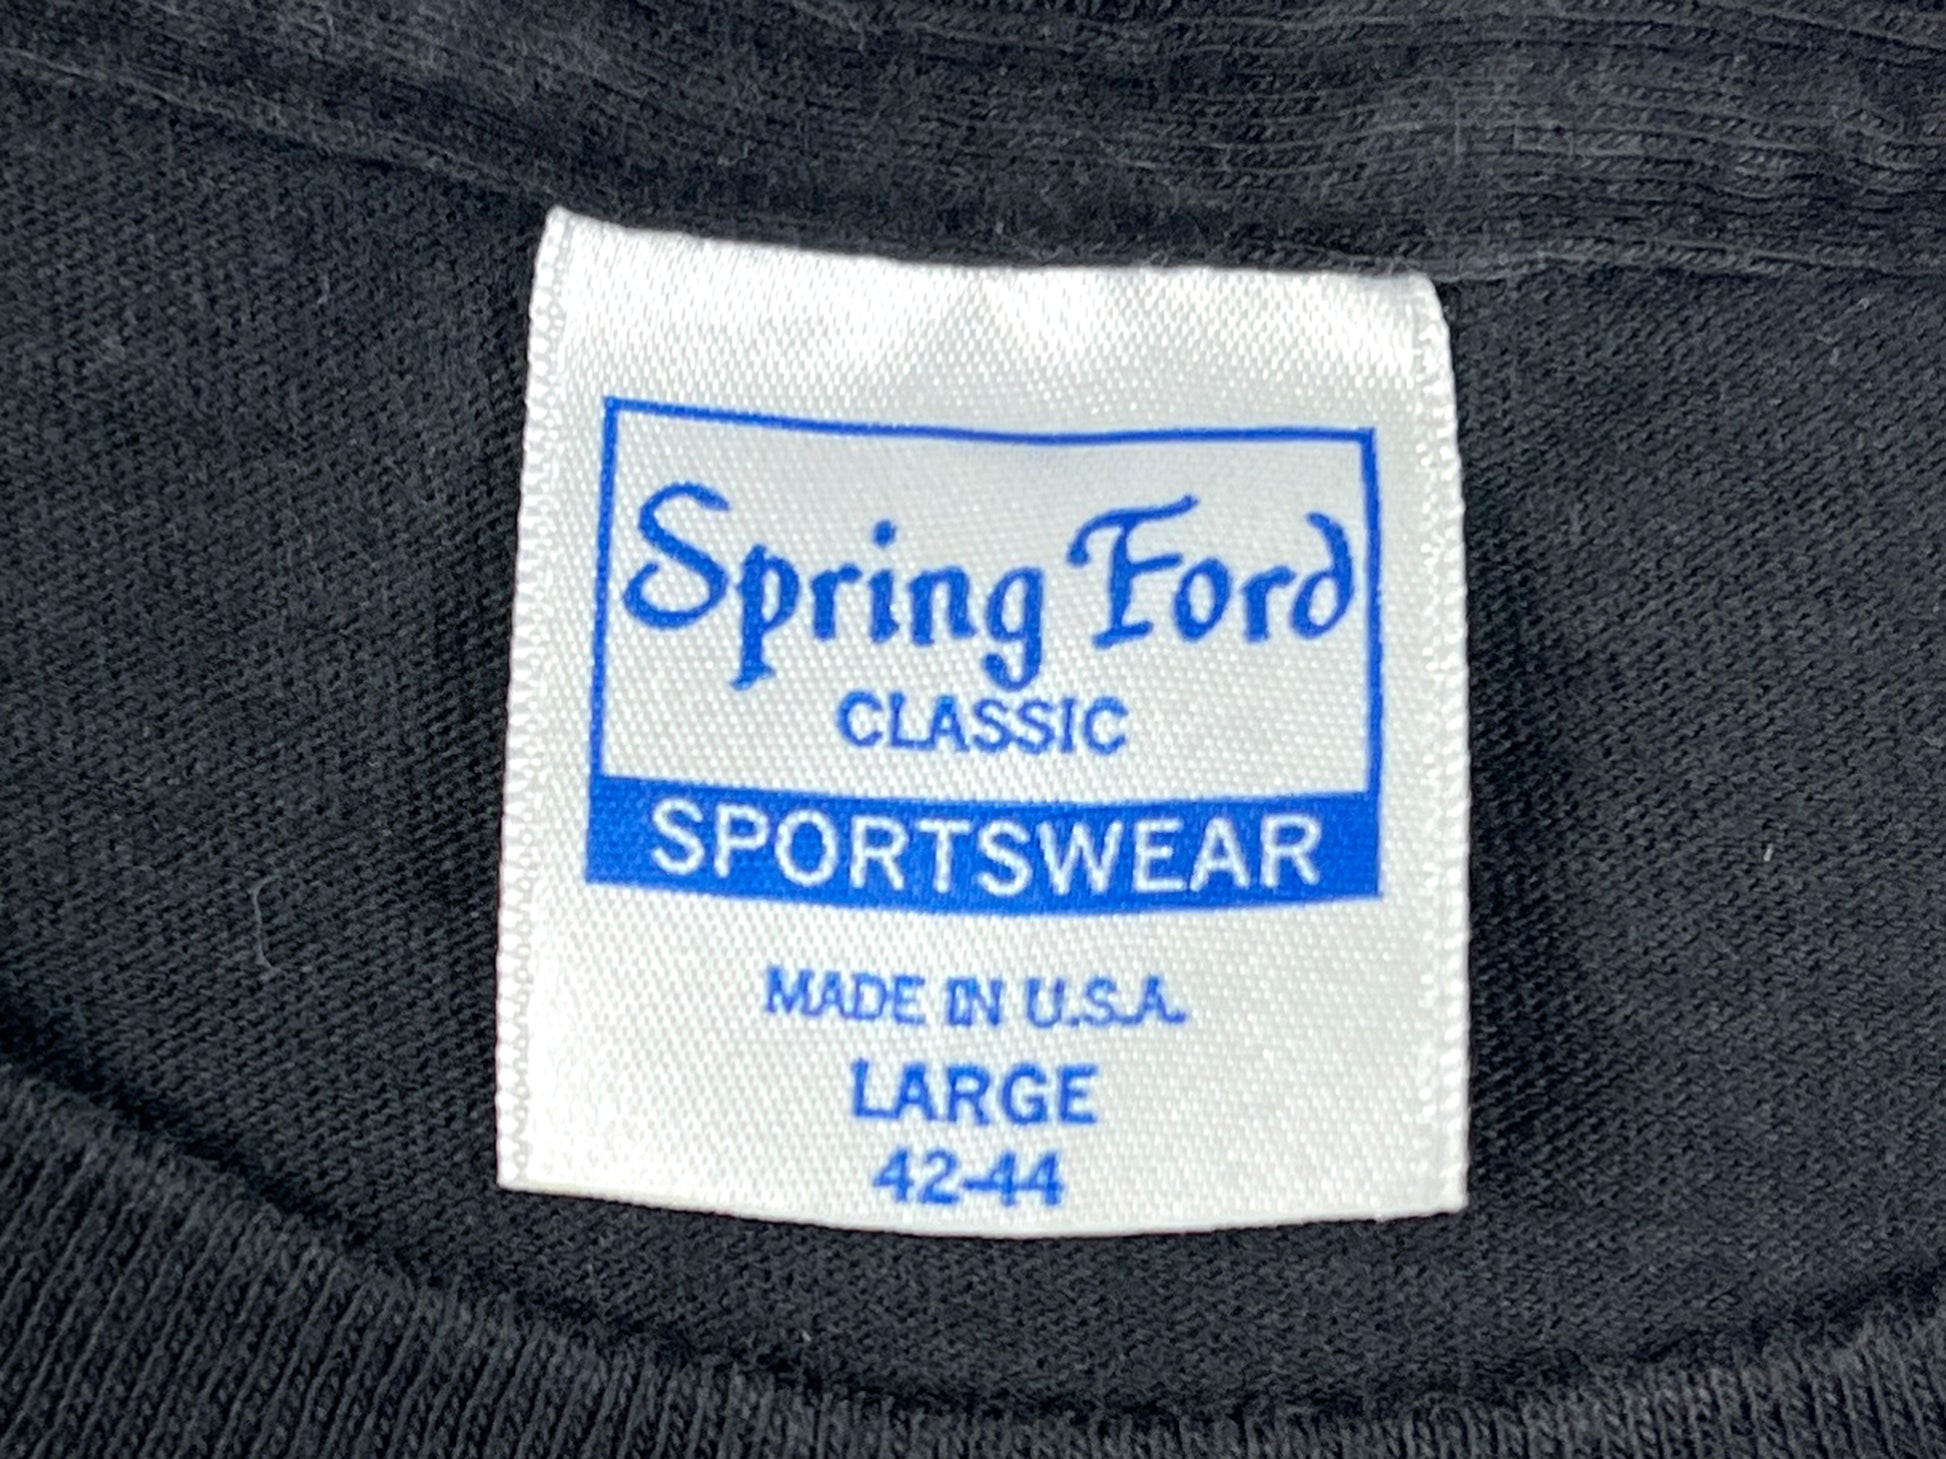 Spring Ford
CLASSIC
SPORTSWEAR
MADE IN U.S.A.
LARGE
42-44